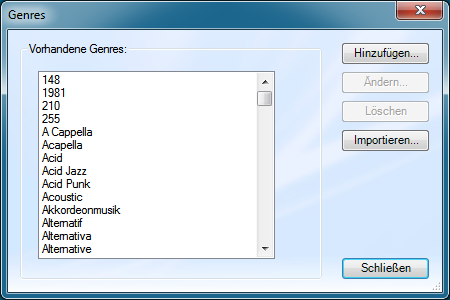 Genres
Vorhandene Genres:
148
1981
210
255
A Cappella
Acapella
Acid
Acid Jazz
Acid Punk
Acoustic
Akkordeonmusik
Alternatif
Alternativa
Alternative
Hinzufügen...
Ändern...
Löschen
Importieren...
Schließen